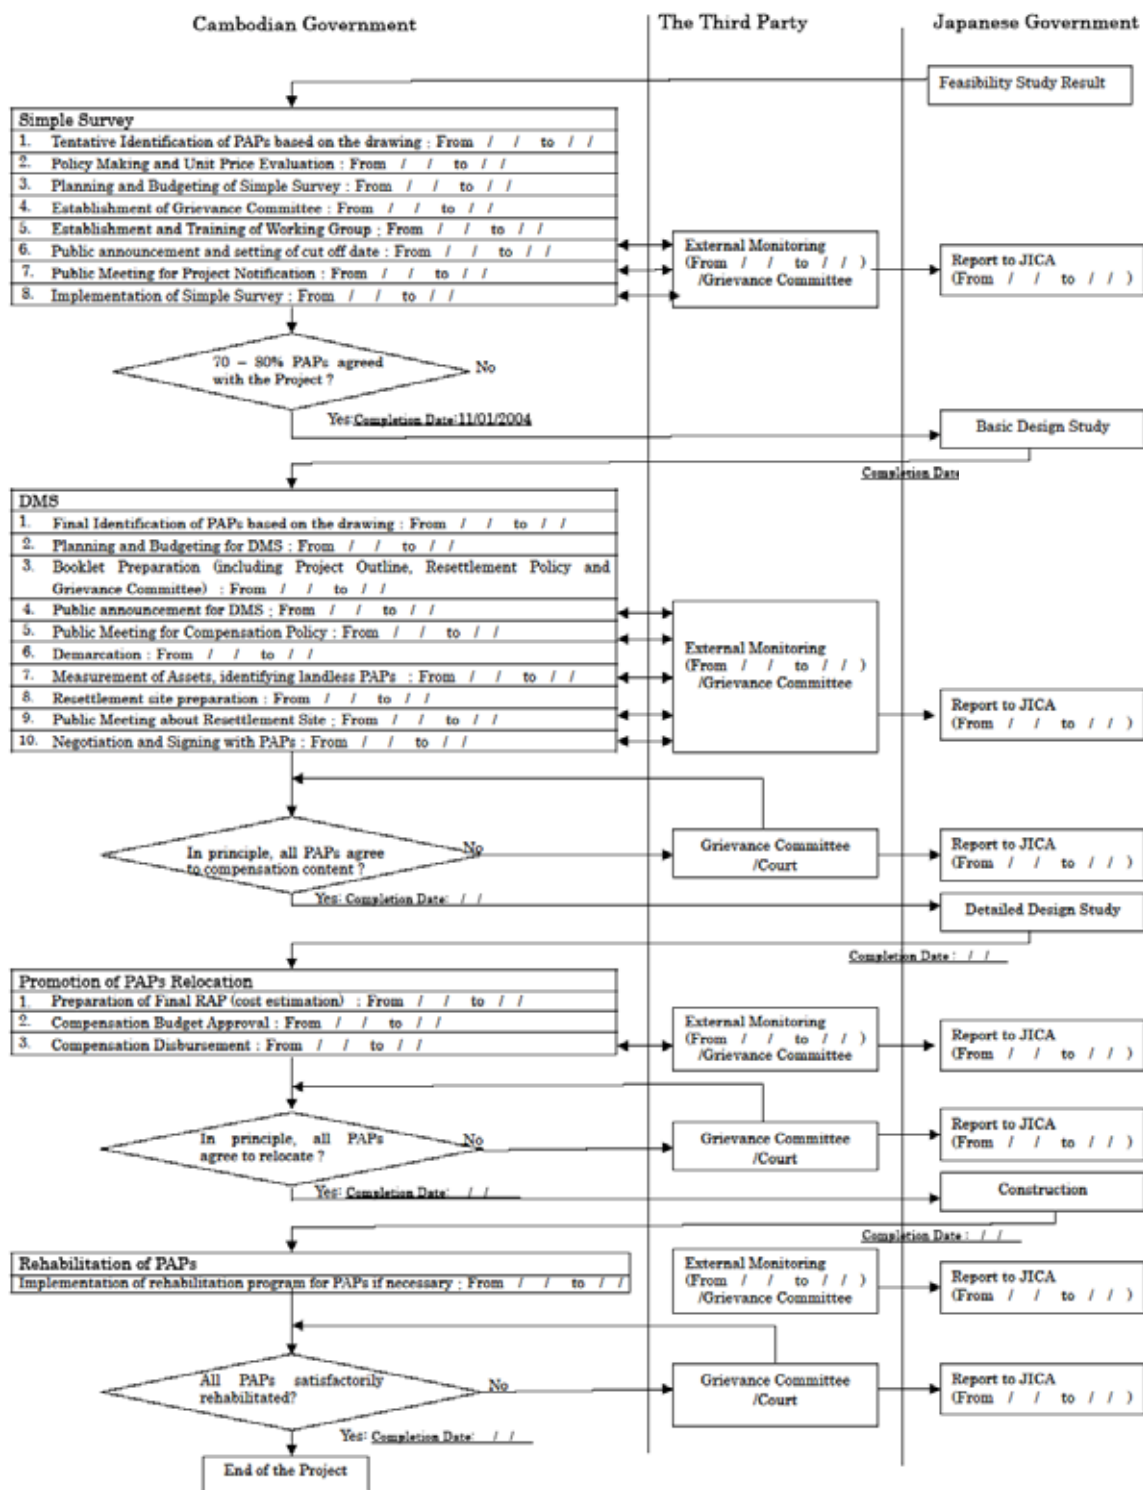 Cambodian Government
The Third Party
Japanese Government
Feasibility Study Result
Simple Survey
1. Tentative Identification of PAPs based on the drawing : From / / to / /
2. Policy Making and Unit Price Evaluation : From / / to / /
3. Planning and Budgeting of Simple Survey : From / / to / /
4. Establishment of Grievance Committee : From / / to / /
5. Establishment and Training of Working Group : From / / to / /
6. Public announcement and setting of cut off date : From / / to / /
7. Public Meeting for Project Notification : From / / to / /
8. Implementation of Simple Survey : From / / to / /
External Monitoring
(From / / to / / )
/Grievance Committee
Report to JICA
(From / / to / / )
70 – 80% PAPs agreed
with the Project ?
No
Yes: Completion Date:11/01/2004
Basic Design Study
Completion Date
DMS
1. Final Identification of PAPs based on the drawing : From / / to / /
2. Planning and Budgeting for DMS : From / / to / /
3. Booklet Preparation (including Project Outline, Resettlement Policy and
Grievance Committee) : From / / to / /
4. Public announcement for DMS : From / / to / /
5. Public Meeting for Compensation Policy : From / / to / /
6. Demarcation : From / / to / /
7. Measurement of Assets, identifying landless PAPs : From / / to / /
8. Resettlement site preparation : From / / to / /
9. Public Meeting about Resettlement Site : From / / to / /
10. Negotiation and Signing with PAPs : From / / to / /
External Monitoring
(From / / to / / )
/Grievance Committee
Report to JICA
(From / / to / / )
In principle, all PAPs agree
to compensation content ?
No
Grievance Committee
/Court
Report to JICA
(From / / to / / )
Yes: Completion Date: / /
Detailed Design Study
Completion Date : / /
Promotion of PAPs Relocation
1. Preparation of Final RAP (cost estimation) : From / / to / /
2. Compensation Budget Approval : From / / to / /
3. Compensation Disbursement : From / / to / /
External Monitoring
(From / / to / / )
/Grievance Committee
Report to JICA
(From / / to / / )
In principle, all PAPs
agree to relocate ?
No
Grievance Committee
/Court
Report to JICA
(From / / to / / )
Yes: Completion Date: / /
Construction
Completion Date : / /
Rehabilitation of PAPs
Implementation of rehabilitation program for PAPs if necessary : From / / to / /
External Monitoring
(From / / to / / )
/Grievance Committee
Report to JICA
(From / / to / / )
All PAPs satisfactorily
rehabilitated?
No
Grievance Committee
/Court
Report to JICA
(From / / to / / )
Yes: Completion Date: / /
End of the Project